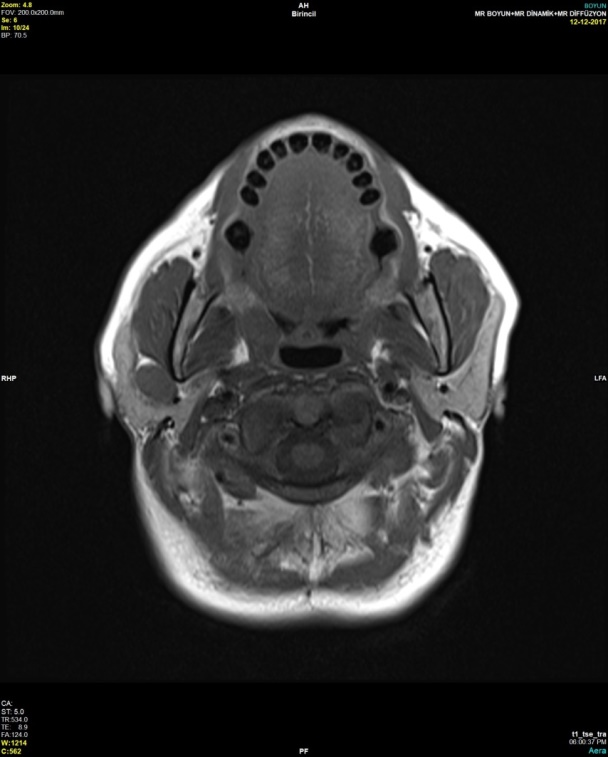 Zoom: 4.8
FOV: 200.0x200.0mm
Se: 6
Im: 10/24
BP: 70.5
AH
Birincil
BOYUN
MR BOYUN+MR DİNAMİK+MR DİFFÜZYON
12-12-2017
RHP
LFA
CA:
ST: 5.0
TR:534.0
TE: 8.9
FA:124.0
W:1214
C:562
PF
t1_tse_tra
06:00:37 PM
Aera